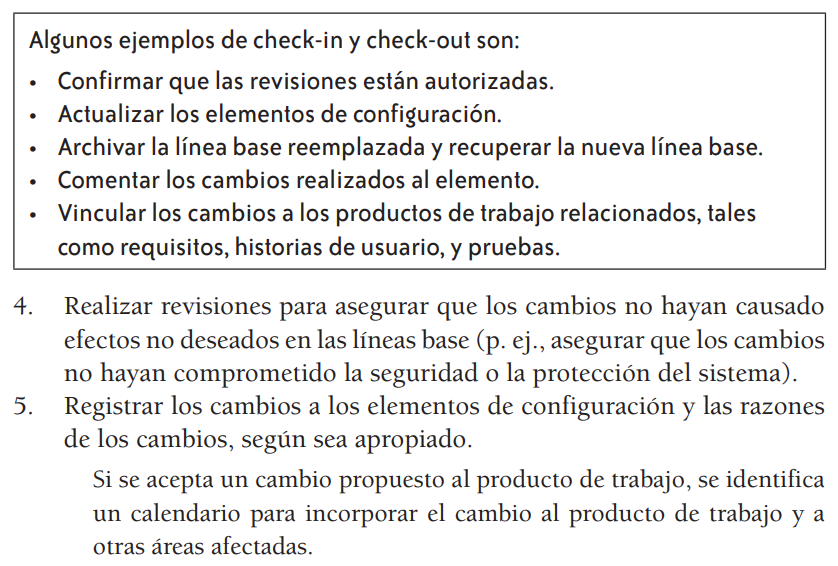 Algunos ejemplos de check-in y check-out son:
• Confirmar que las revisiones están autorizadas.
• Actualizar los elementos de configuración.
• Archivar la línea base reemplazada y recuperar la nueva línea base.
• Comentar los cambios realizados al elemento.
• Vincular los cambios a los productos de trabajo relacionados, tales
como requisitos, historias de usuario, y pruebas.
4. Realizar revisiones para asegurar que los cambios no hayan causado
efectos no deseados en las líneas base (p. ej., asegurar que los cambios
no hayan comprometido la seguridad o la protección del sistema).
5. Registrar los cambios a los elementos de configuración y las razones
de los cambios, según sea apropiado.
Si se acepta un cambio propuesto al producto de trabajo, se identifica
un calendario para incorporar el cambio al producto de trabajo y a
otras áreas afectadas.